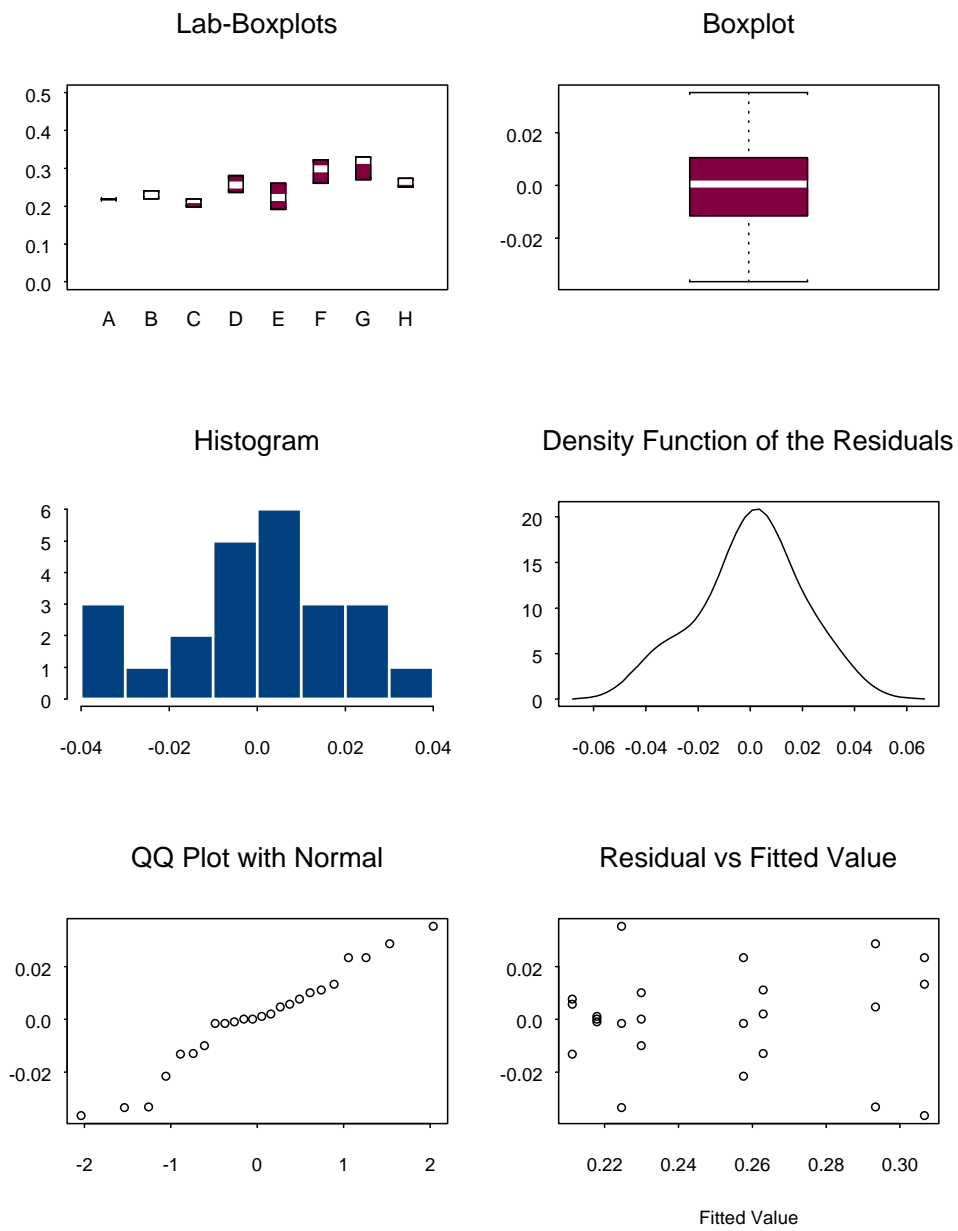 Lab-Boxplots
0.5
0.4
0.3
0.2
0.1
0.0
A B C D E F G H
Boxplot
0.02
0.0
-0.02
Histogram
6
5
4
3
2
1
0
-0.04 -0.02 0.0 0.02 0.04
Density Function of the Residuals
20
15
10
5
0
-0.06 -0.04 -0.02 0.0 0.02 0.04 0.06
QQ Plot with Normal
0.02
0.0
-0.02
-2 -1 0 1 2
Residual vs Fitted Value
0.02
0.0
-0.02
0.22 0.24 0.26 0.28 0.30
Fitted Value